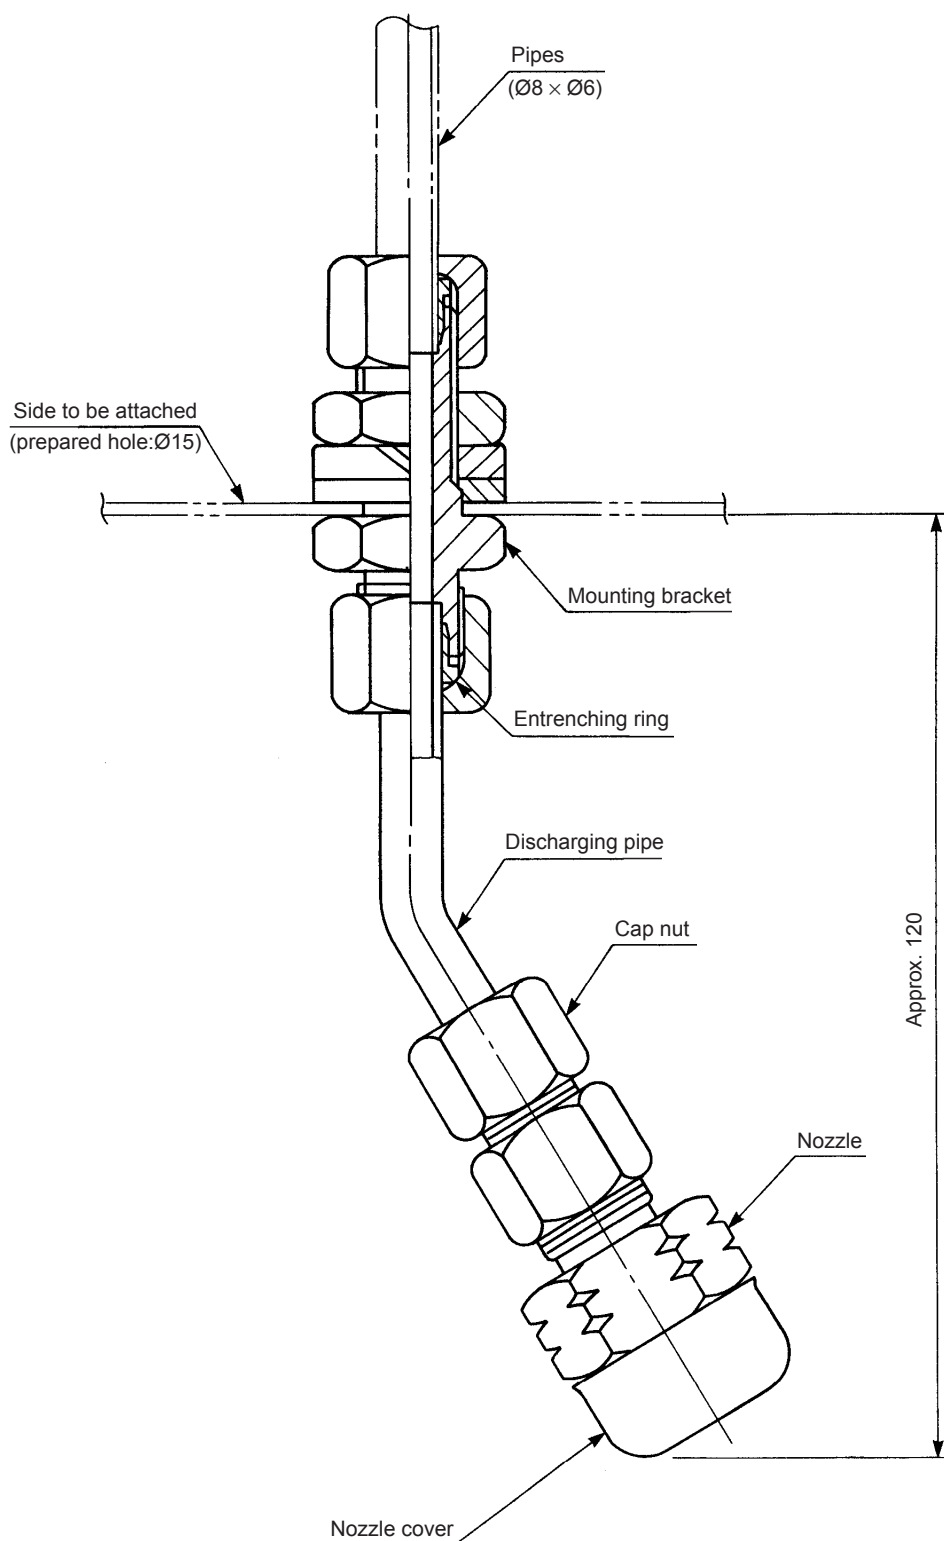 Pipes
(Ø8 × Ø6)
Side to be attached
(prepared hole:Ø15)
Mounting bracket
Entrenching ring
Discharging pipe
Cap nut
Approx. 120
Nozzle
Nozzle cover